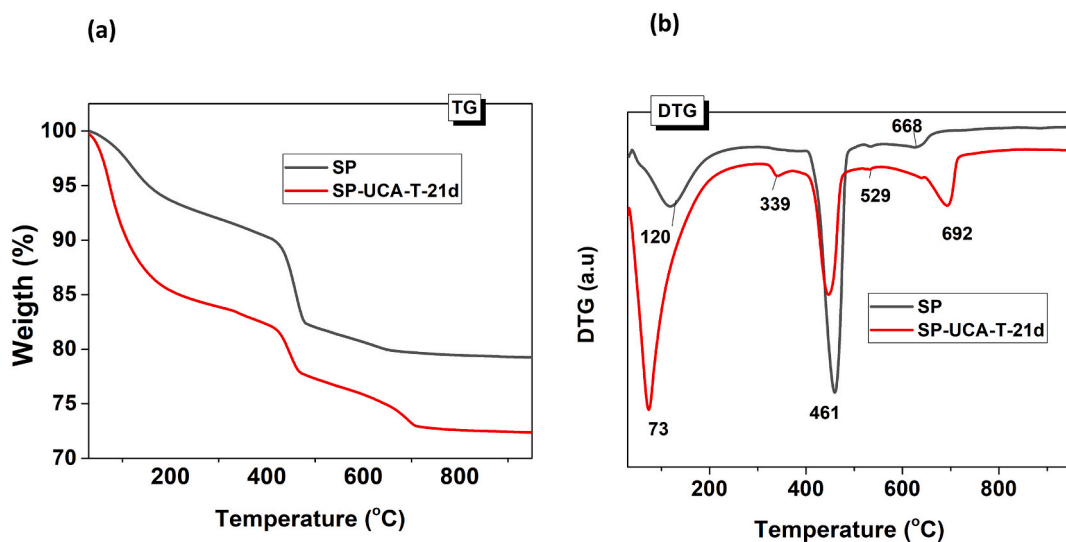 (a)
TG
SP
SP-UCA-T-21d
100
95
90
85
80
75
70
Weigth (%)
200
400
600
800
Temperature (°C)
(b)
DTG
668
120
339
529
692
SP
SP-UCA-T-21d
73
461
DTG (a.u)
200
400
600
800
Temperature (°C)